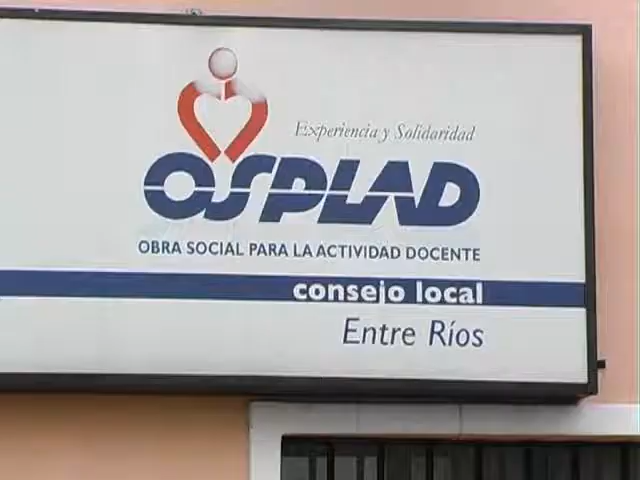 Experiencia y Solidaridad
OSPLAD
OBRA SOCIAL PARA LA ACTIVIDAD DOCENTE
consejo local
Entre Ríos